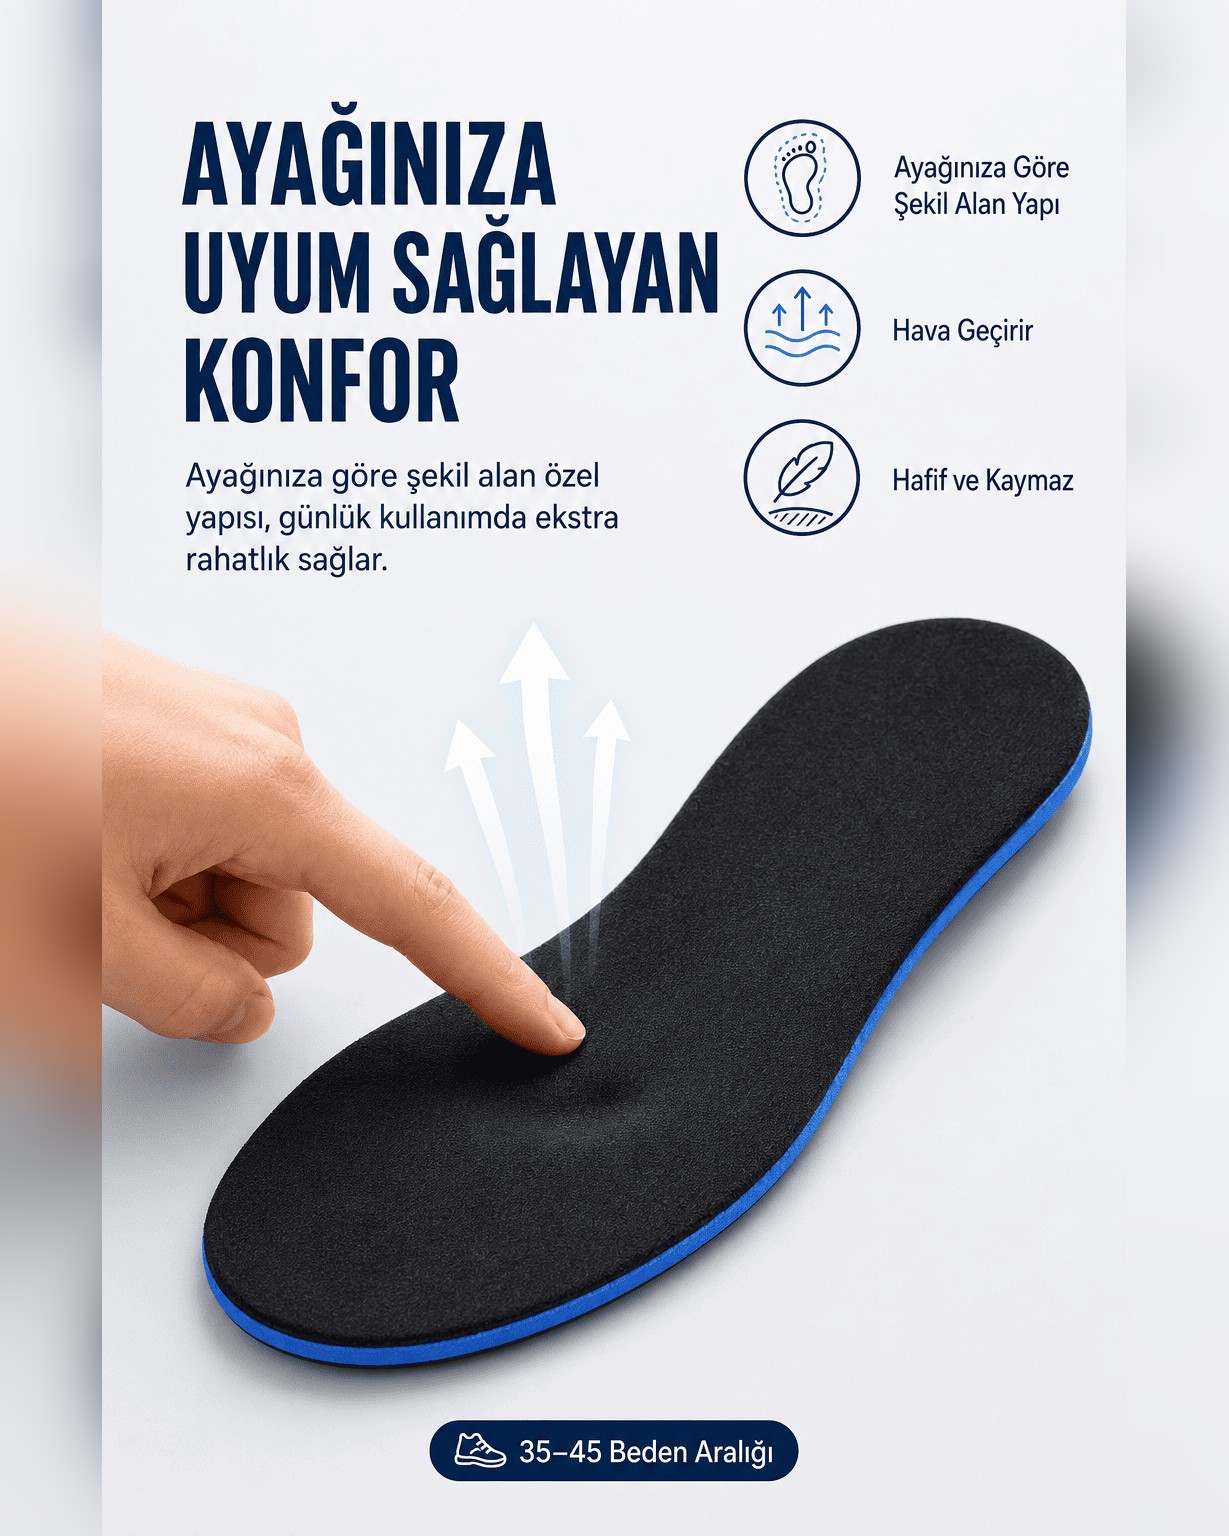 AYAĞINIZA
UYUM SAĞLAYAN
KONFOR
Ayağınıza göre şekil alan özel
yapısı, günlük kullanımda ekstra
rahatlık sağlar.
Ayağınıza Göre
Şekil Alan Yapı
Hava Geçirir
Hafif ve Kaymaz
35–45 Beden Aralığı